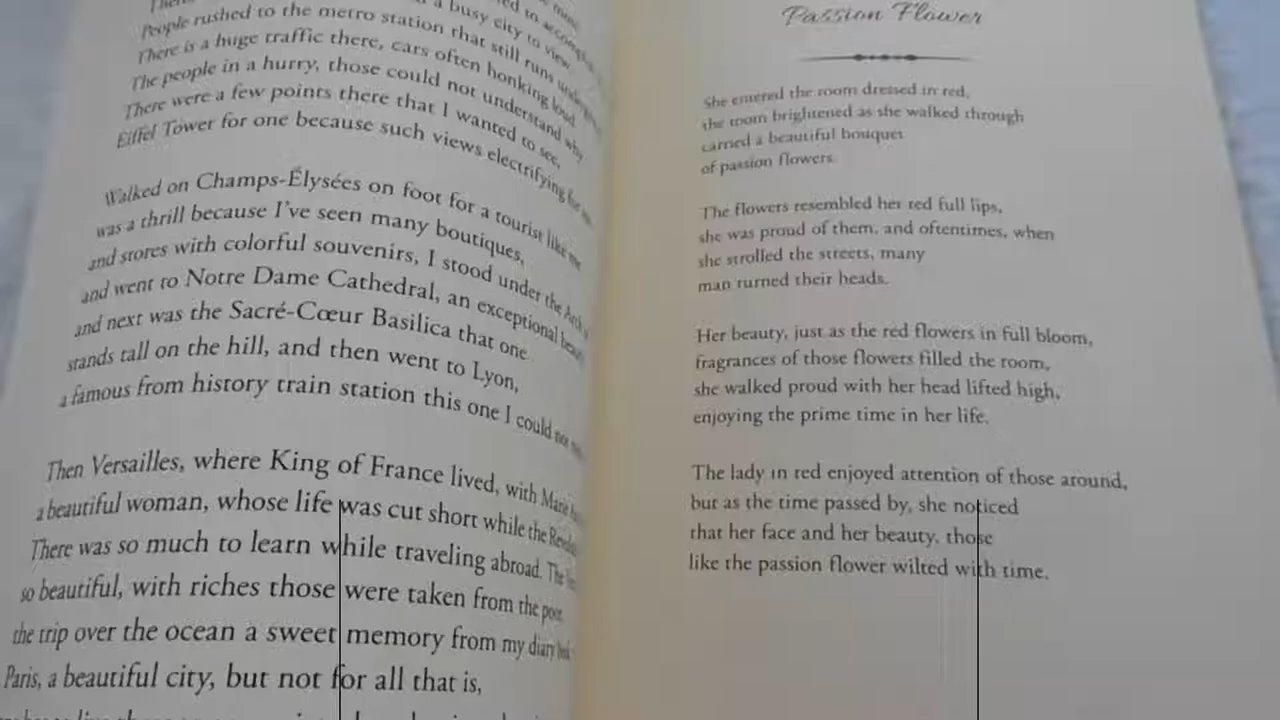 a busy city to view
People rushed to the metro station that still runs
There is a huge traffic there, cars often honking loud.
The people in a hurry, those could not understand why
There were a few points there that I wanted to see,
Eiffel Tower for one because such views electrifying for
Walked on Champs-Élysées on foot for a tourist like me
was a thrill because I've seen many boutiques,
and stores with colorful souvenirs, I stood under the Arch
and went to Notre Dame Cathedral, an exceptional
and next was the Sacré-Cœur Basilica that one
stands tall on the hill, and then went to Lyon,
a famous from history train station this one I could not
Then Versailles, where King of France lived, with Marie
a beautiful woman, whose life was cut short while the
There was so much to learn while traveling abroad. The
so beautiful, with riches those were taken from the poor.
the trip over the ocean a sweet memory from my diary
Paris, a beautiful city, but not for all that is,
Passion Flower
She entered the room dressed in red,
the room brightened as she walked through
carried a beautiful bouquet
of passion flowers.
The flowers resembled her red full lips,
she was proud of them, and oftentimes, when
she strolled the streets, many
man turned their heads.
Her beauty, just as the red flowers in full bloom,
fragrances of those flowers filled the room,
she walked proud with her head lifted high,
enjoying the prime time in her life.
The lady in red enjoyed attention of those around,
but as the time passed by, she noticed
that her face and her beauty, those
like the passion flower wilted with time.